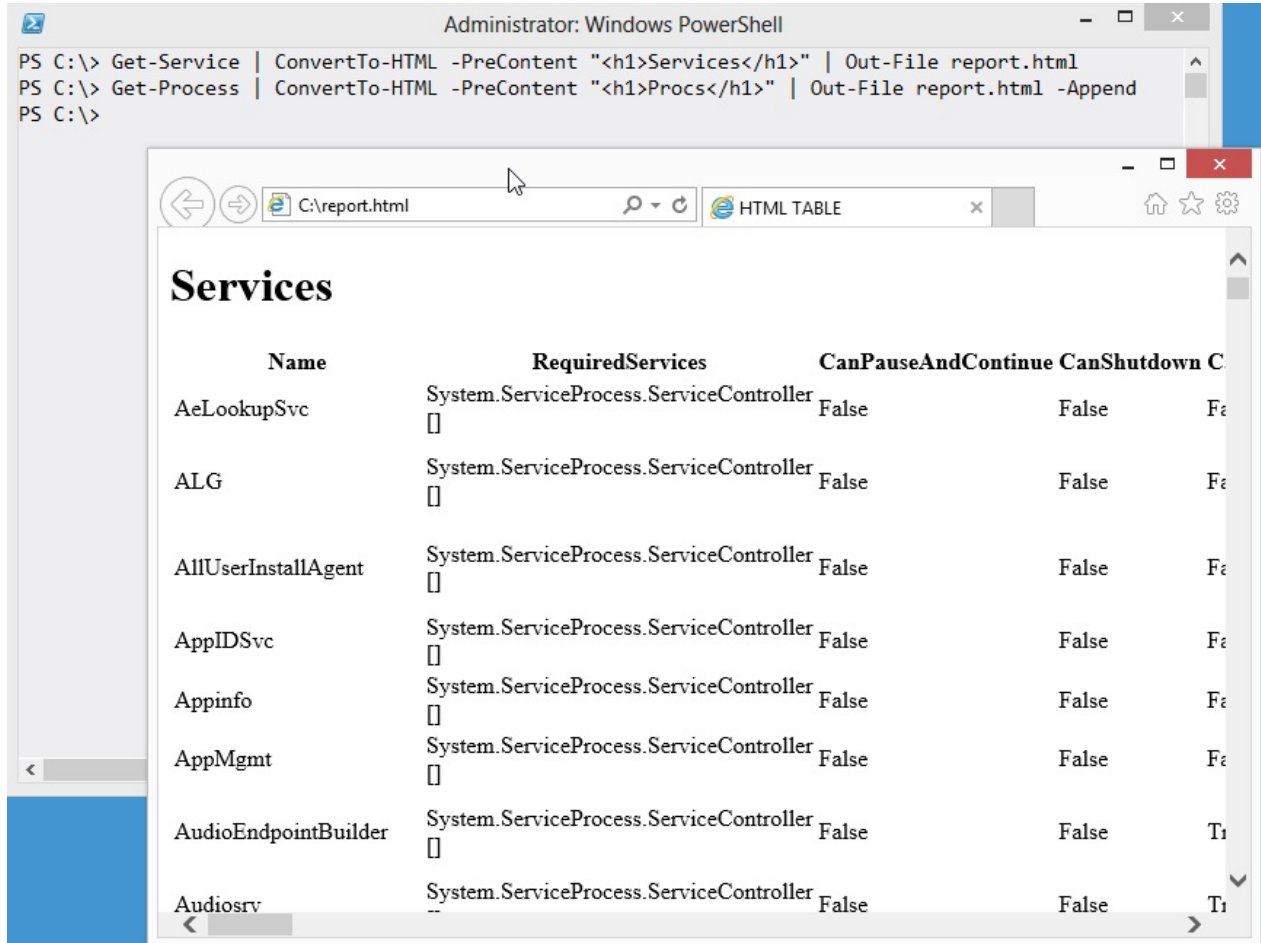 Administrator: Windows PowerShell
PS C:\> Get-Service | ConvertTo-HTML -PreContent "<h1>Services</h1>" | Out-File report.html
PS C:\> Get-Process | ConvertTo-HTML -PreContent "<h1>Procs</h1>" | Out-File report.html -Append
PS C:\>
C:\report.html
HTML TABLE
Services
Name RequiredServices CanPauseAndContinue CanShutdown C
AeLookupSvc System.ServiceProcess.ServiceController False False
[]
ALG System.ServiceProcess.ServiceController False False
[]
AllUserInstallAgent System.ServiceProcess.ServiceController False False
[]
AppIDSvc System.ServiceProcess.ServiceController False False
[]
Appinfo System.ServiceProcess.ServiceController False False
[]
AppMgmt System.ServiceProcess.ServiceController False False
[]
AudioEndpointBuilder System.ServiceProcess.ServiceController False False
[]
Audiosrv System.ServiceProcess.ServiceController False False